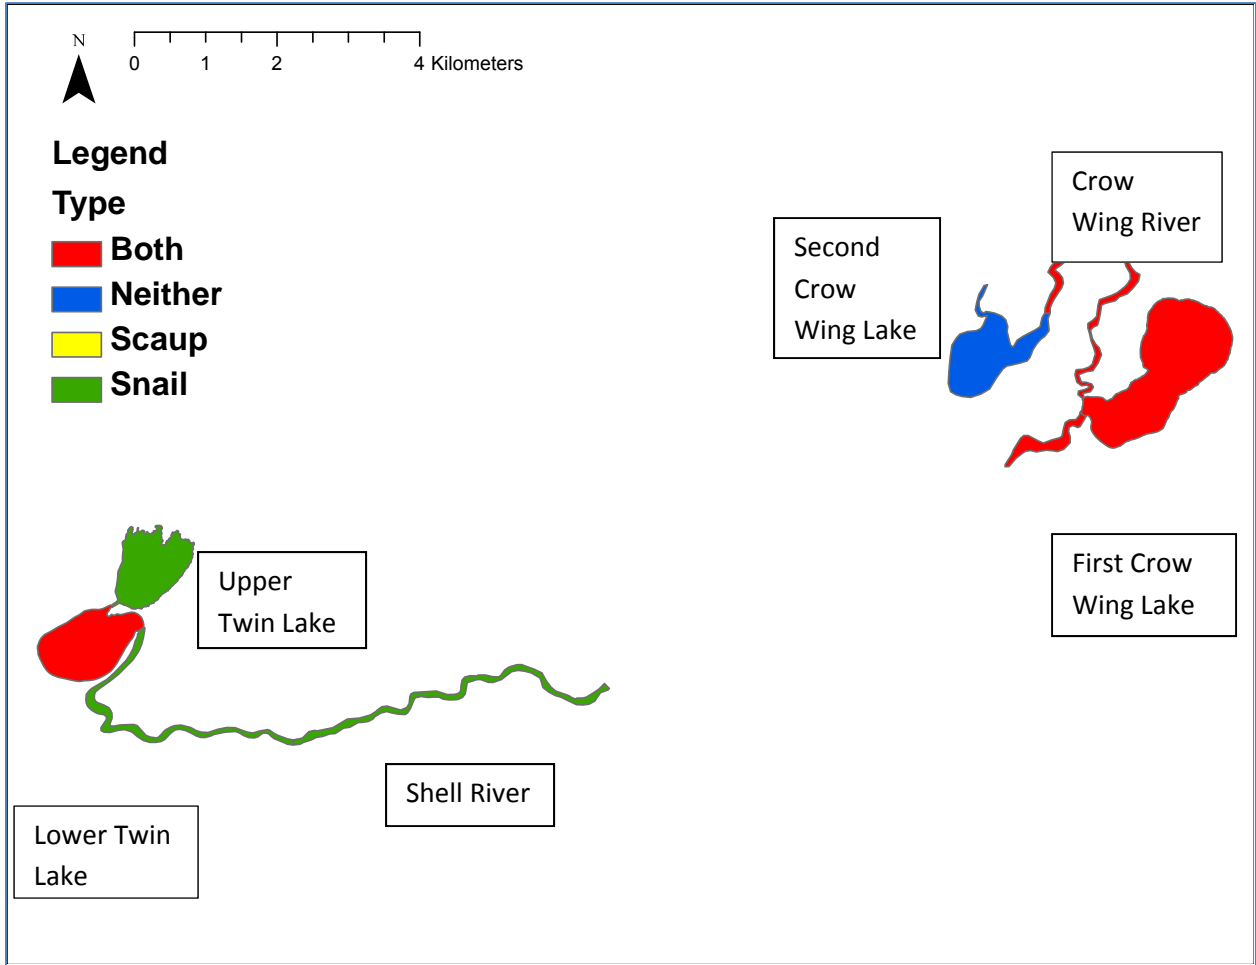 N
0 1 2 4 Kilometers
Legend
Type
Both
Neither
Scaup
Snail
Crow
Wing River
Second
Crow
Wing Lake
First Crow
Wing Lake
Upper
Twin Lake
Shell River
Lower Twin
Lake